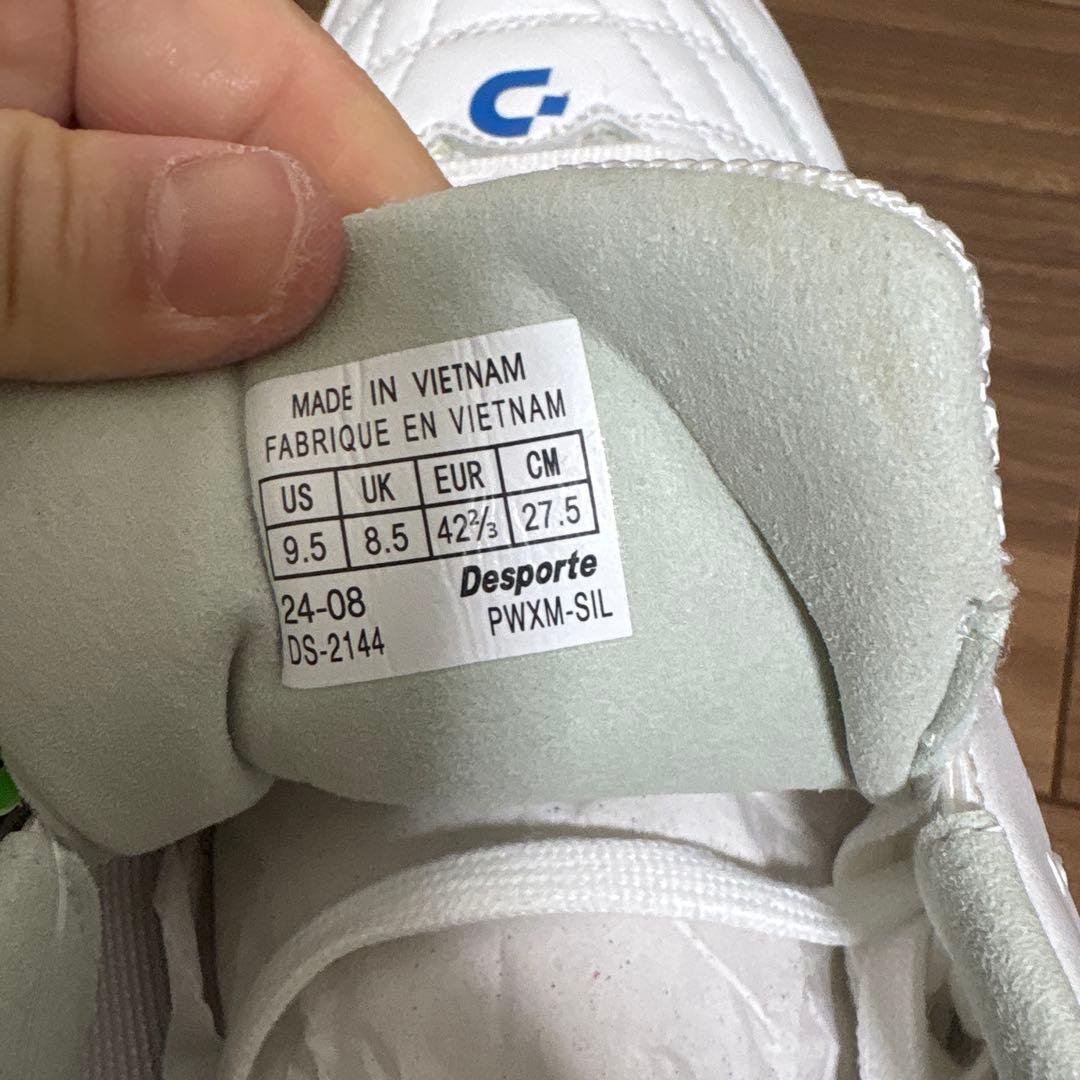 MADE IN VIETNAM
FABRIQUE EN VIETNAM
US UK EUR CM
9.5 8.5 42⅔ 27.5
24-08 Desporte
DS-2144 PWXM-SIL